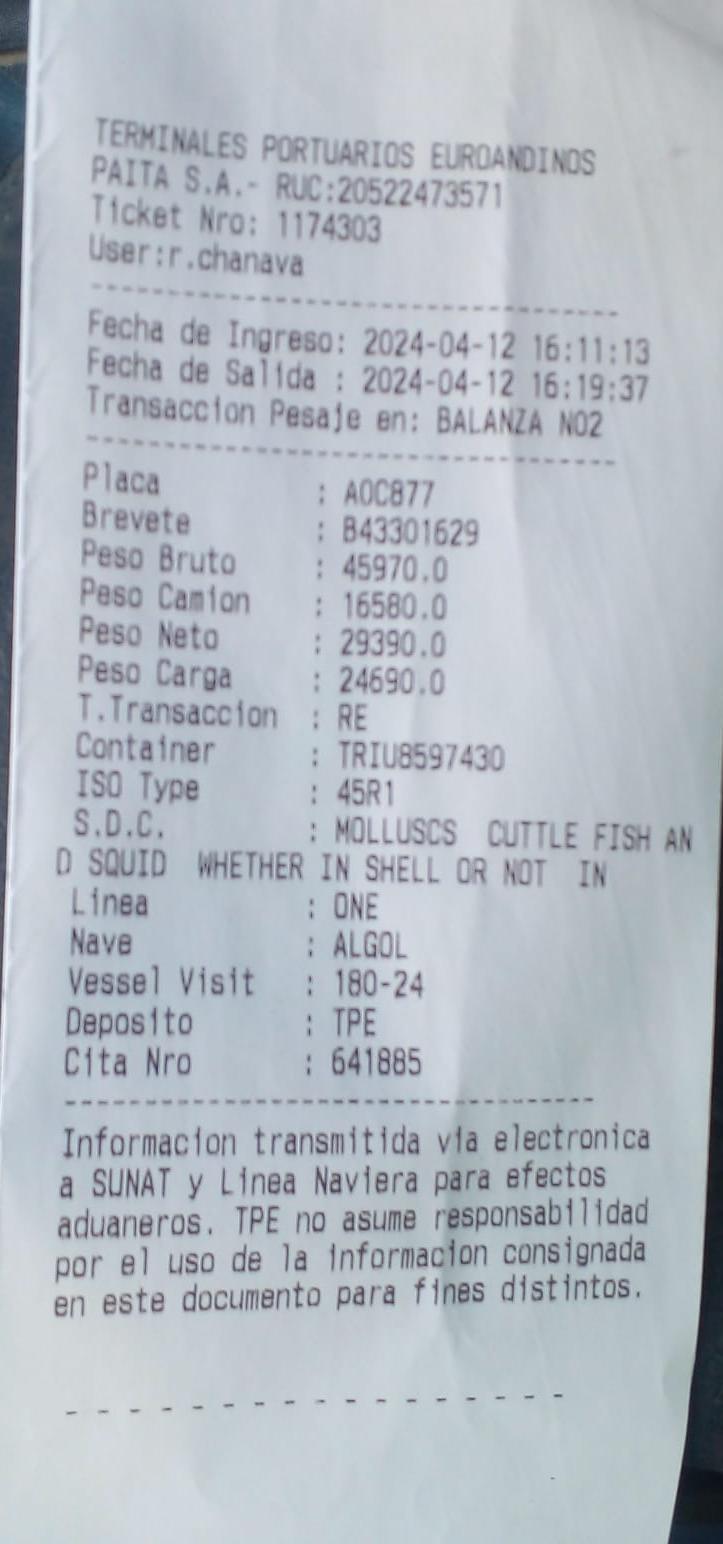 TERMINALES PORTUARIOS EUROANDINOS
PAITA S.A.- RUC:20522473571
Ticket Nro: 1174303
User:r.chanava
Fecha de Ingreso: 2024-04-12 16:11:13
Fecha de Salida : 2024-04-12 16:19:37
Transaccion Pesaje en: BALANZA NO2
Placa : AOC877
Brevete : B43301629
Peso Bruto : 45970.0
Peso Camion : 16580.0
Peso Neto : 29390.0
Peso Carga : 24690.0
T.Transaccion : RE
Container : TRIU8597430
ISO Type : 45R1
S.D.C. : MOLLUSCS CUTTLE FISH AN
D SQUID WHETHER IN SHELL OR NOT IN
Linea : ONE
Nave : ALGOL
Vessel Visit : 180-24
Deposito : TPE
Cita Nro : 641885
Informacion transmitida via electronica
a SUNAT y Linea Naviera para efectos
aduaneros. TPE no asume responsabilidad
por el uso de la informacion consignada
en este documento para fines distintos.